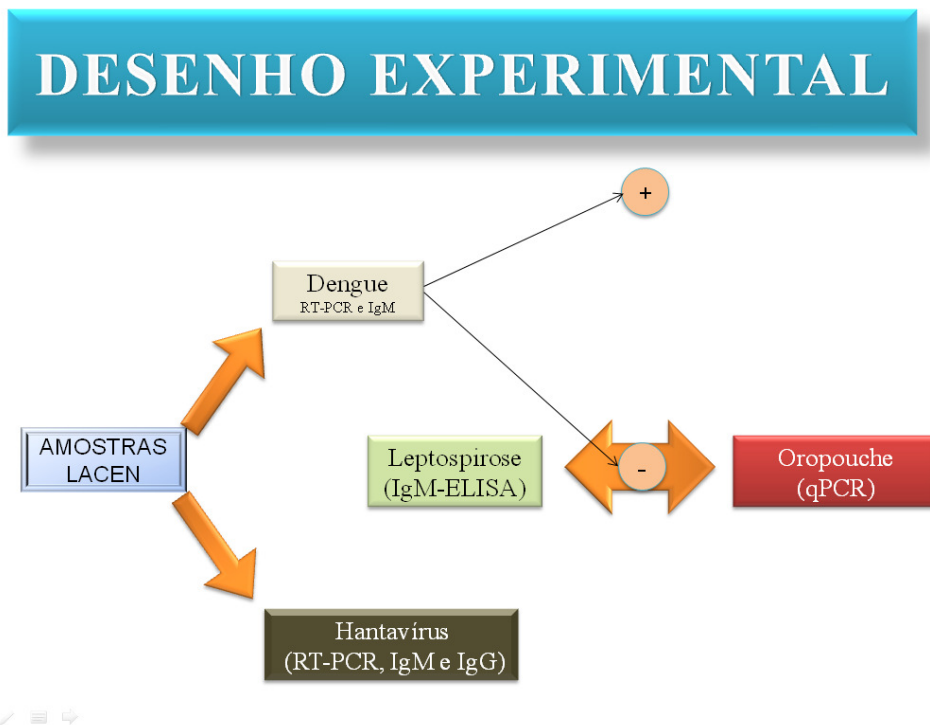 DESENHO EXPERIMENTAL
+
Dengue
RT-PCR e IgM
AMOSTRAS
LACEN
Leptospirose
(IgM-ELISA)
-
Oropouche
(qPCR)
Hantavírus
(RT-PCR, IgM e IgG)